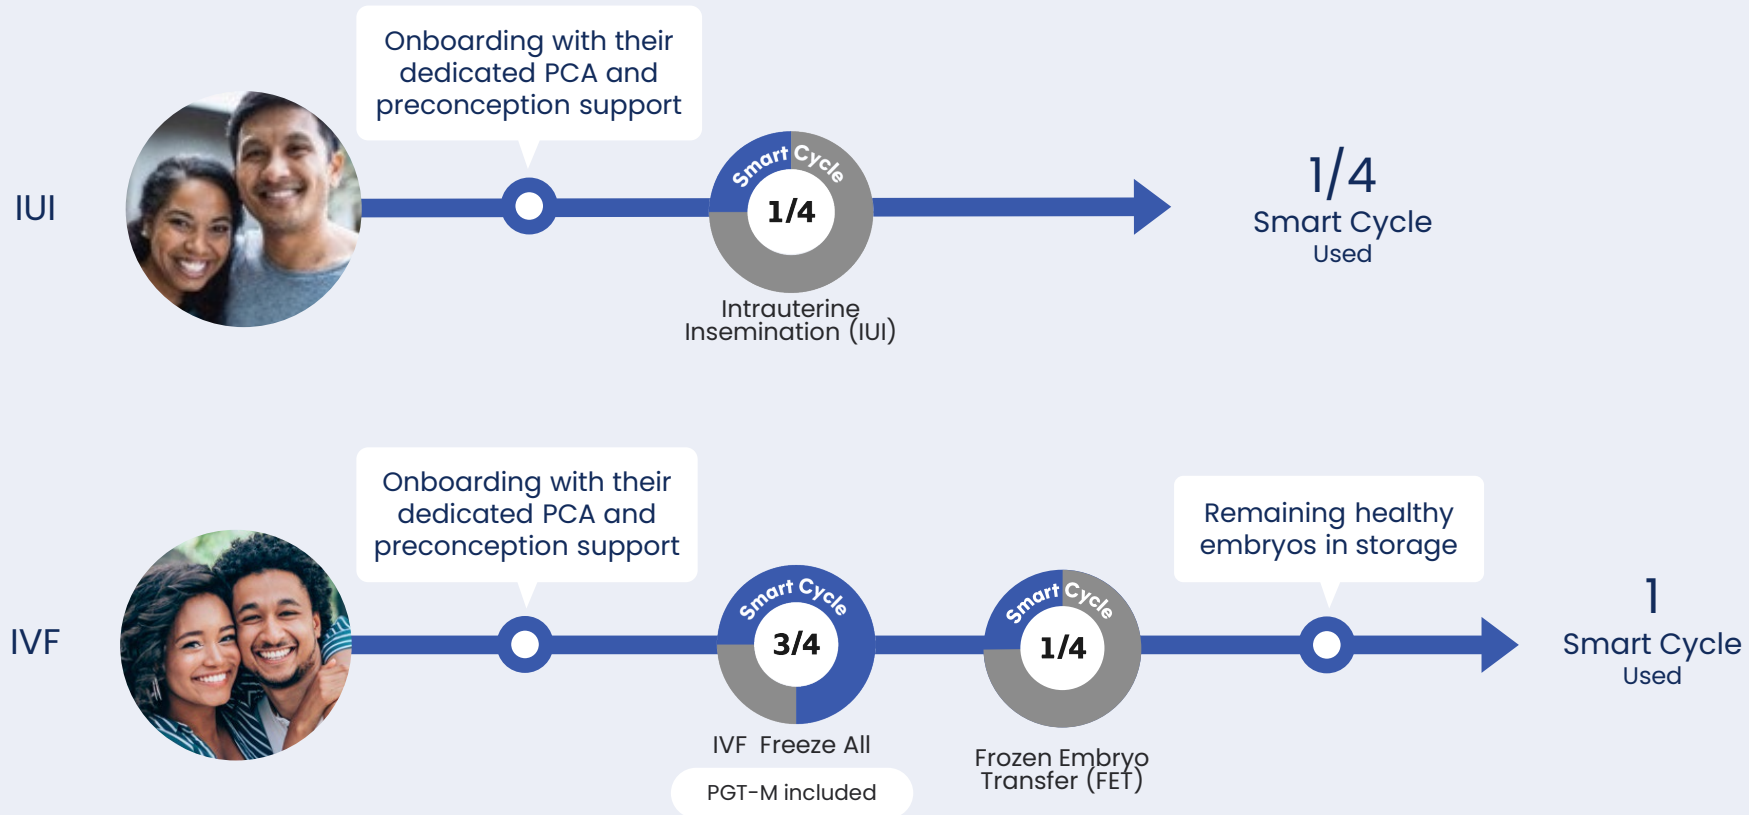 IUI
Onboarding with their
dedicated PCA and
preconception support
Smart Cycle
1/4
Intrauterine
Insemination (IUI)
1/4
Smart Cycle
Used
IVF
Onboarding with their
dedicated PCA and
preconception support
Smart Cycle
3/4
IVF Freeze All
PGT-M included
Smart Cycle
1/4
Frozen Embryo
Transfer (FET)
Remaining healthy
embryos in storage
1
Smart Cycle
Used